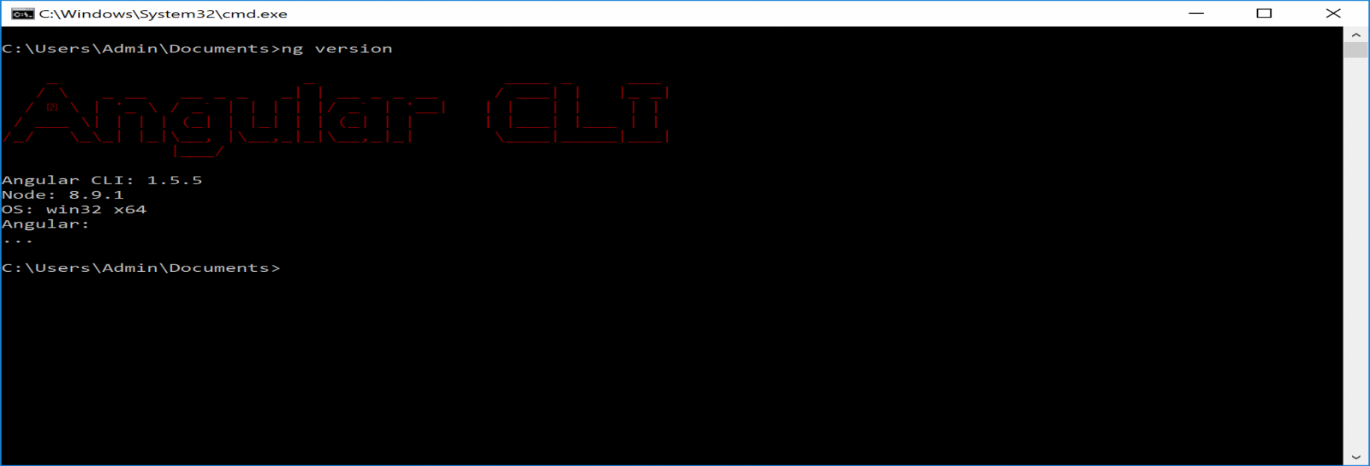 C:\Windows\System32\cmd.exe
C:\Users\Admin\Documents>ng version
Angular CLI
Angular CLI: 1.5.5
Node: 8.9.1
OS: win32 x64
Angular:
...
C:\Users\Admin\Documents>